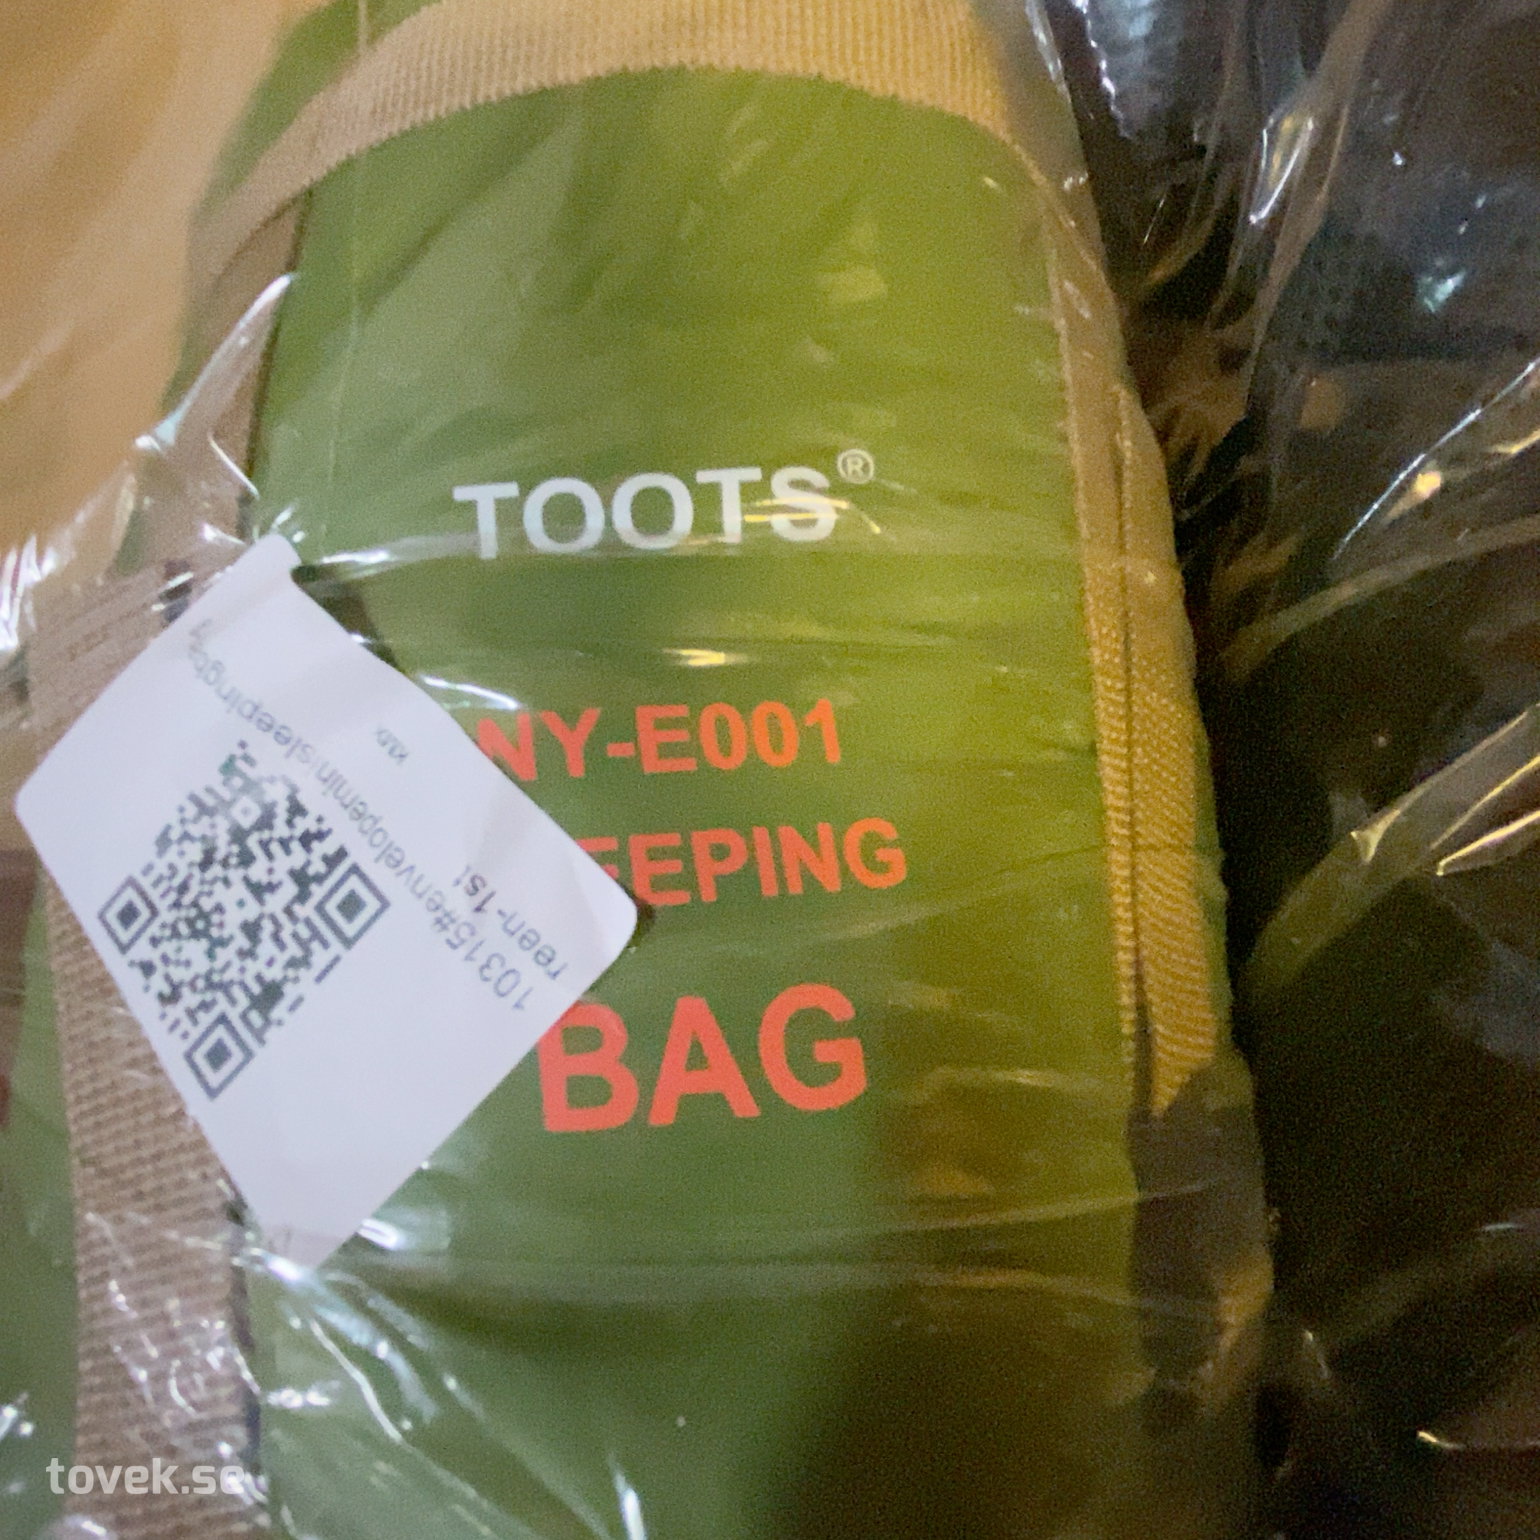 TOOTS®
NY-E001
EEPING
BAG
10315#envelopeminisleepingbag
reen-1st
tovek.se